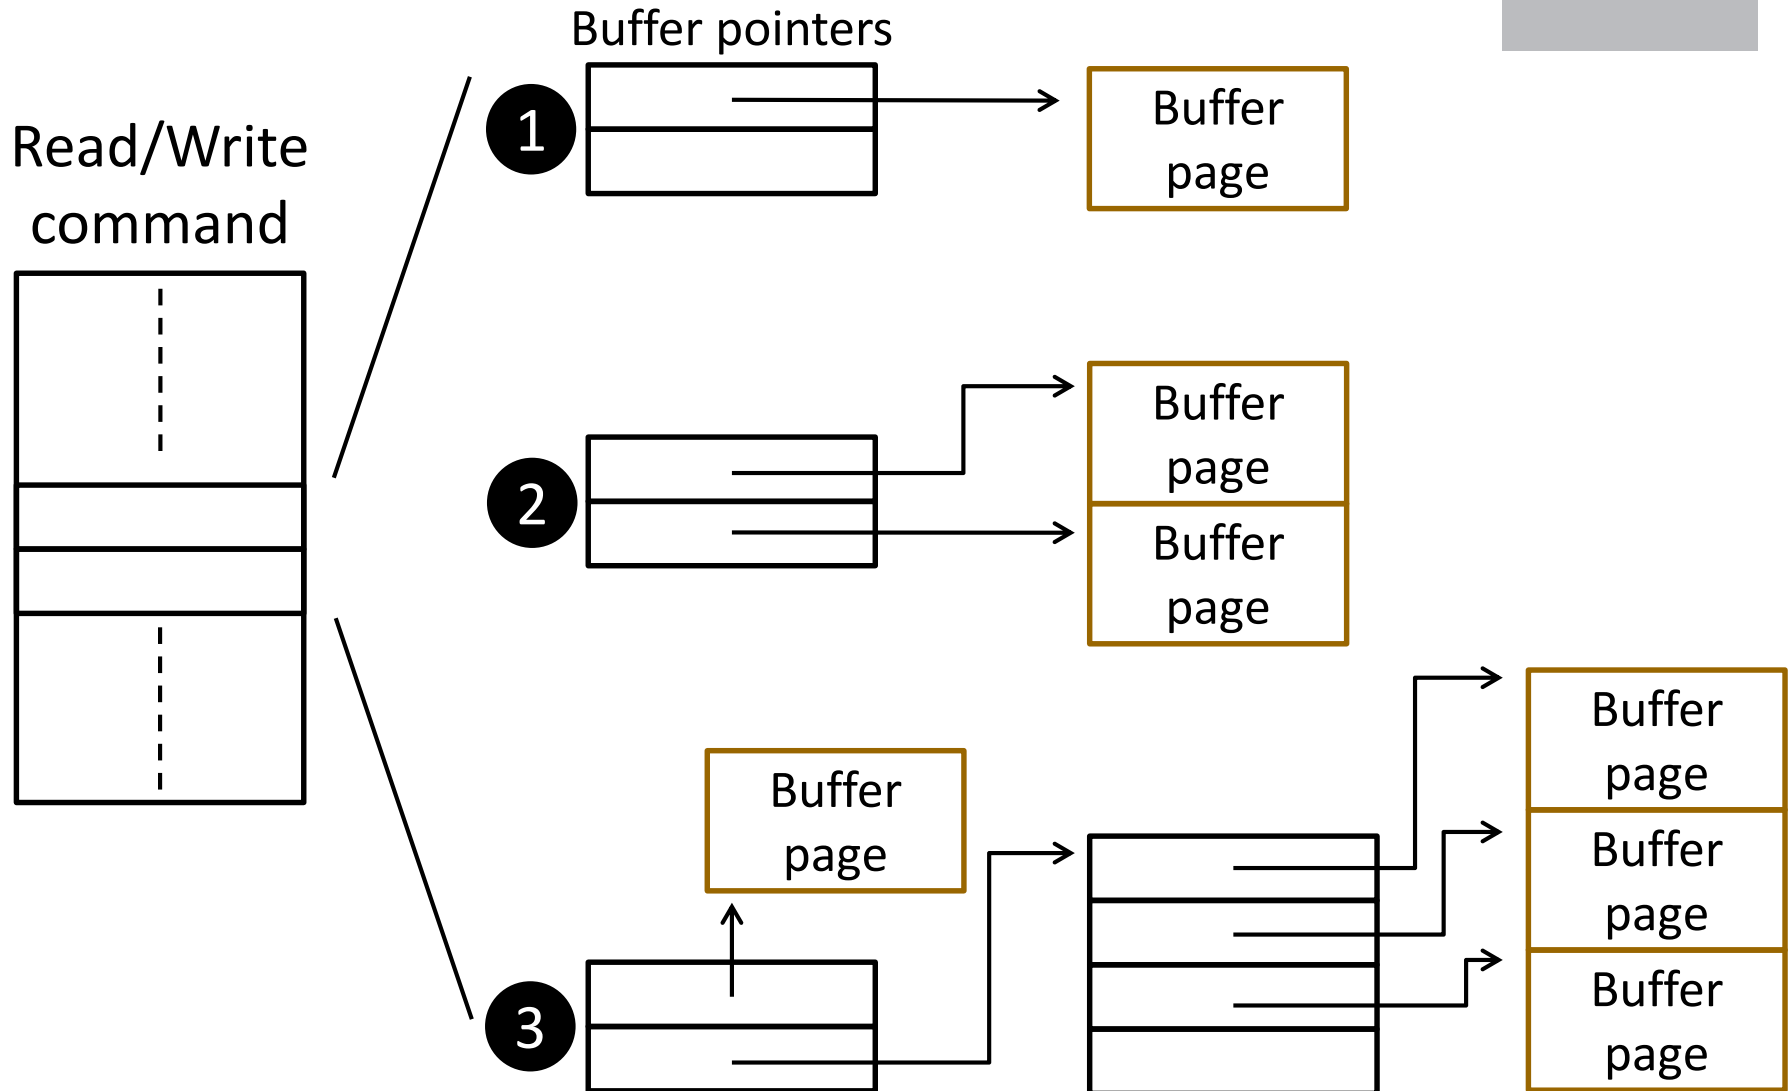 Buffer pointers
Read/Write
command
1
Buffer
page
2
Buffer
page
Buffer
page
3
Buffer
page
Buffer
page
Buffer
page
Buffer
page